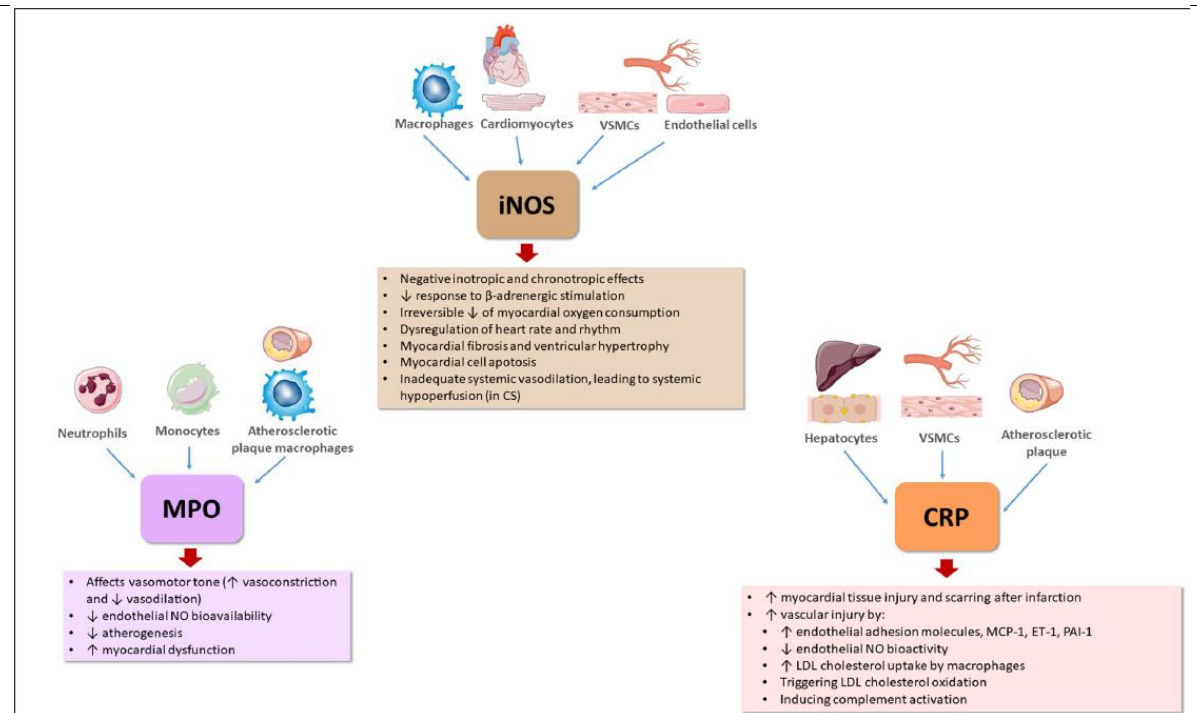 Macrophages
Cardiomyocytes
VSMCs
Endothelial cells
iNOS
• Negative inotropic and chronotropic effects
• ↓ response to β-adrenergic stimulation
• Irreversible ↓ of myocardial oxygen consumption
• Dysregulation of heart rate and rhythm
• Myocardial fibrosis and ventricular hypertrophy
• Myocardial cell apotosis
• Inadequate systemic vasodilation, leading to systemic
hypoperfusion (in CS)
Neutrophils
Monocytes
Atherosclerotic
plaque macrophages
MPO
• Affects vasomotor tone (↑ vasoconstriction
and ↓ vasodilation)
• ↓ endothelial NO bioavailability
• ↓ atherogenesis
• ↑ myocardial dysfunction
Hepatocytes
VSMCs
Atherosclerotic
plaque
CRP
• ↑ myocardial tissue injury and scarring after infarction
• ↑ vascular injury by:
• ↑ endothelial adhesion molecules, MCP-1, ET-1, PAI-1
• ↓ endothelial NO bioactivity
• ↑ LDL cholesterol uptake by macrophages
• Triggering LDL cholesterol oxidation
• Inducing complement activation